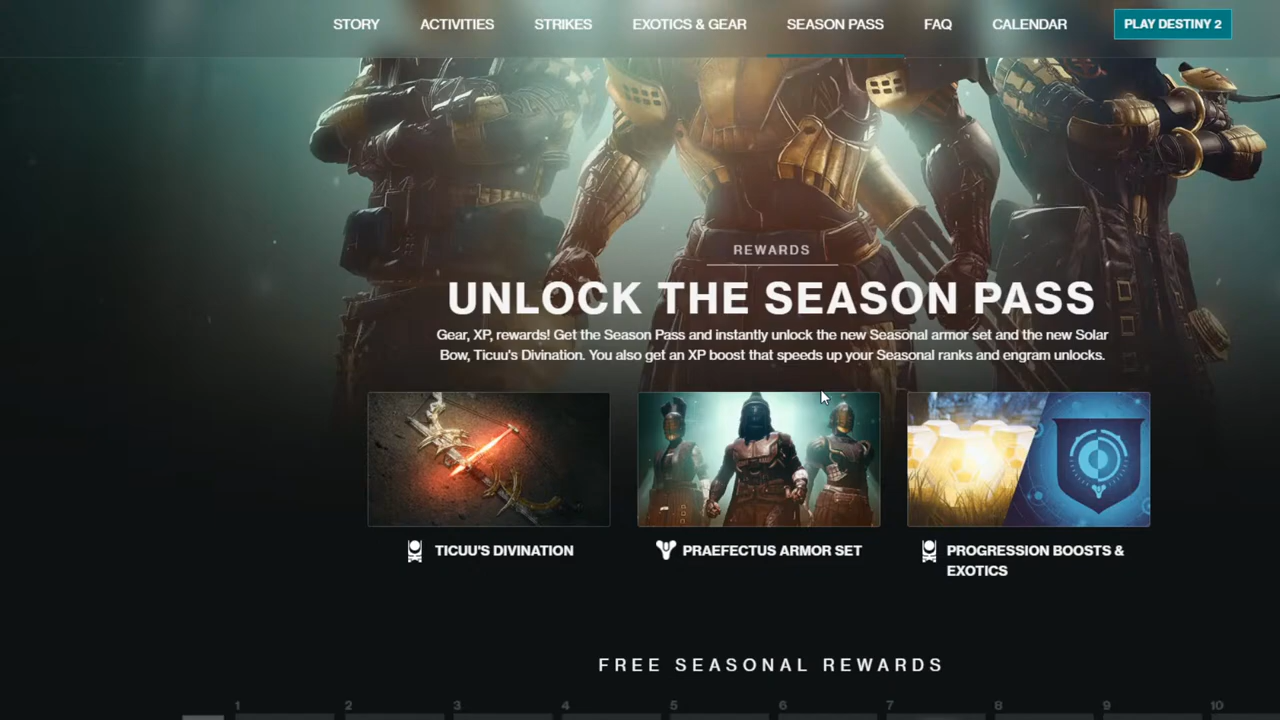 STORY ACTIVITIES STRIKES EXOTICS & GEAR SEASON PASS FAQ CALENDAR PLAY DESTINY 2
REWARDS
UNLOCK THE SEASON PASS
Gear, XP, rewards! Get the Season Pass and instantly unlock the new Seasonal armor set and the new Solar
Bow, Ticuu's Divination. You also get an XP boost that speeds up your Seasonal ranks and engram unlocks.
TICUU'S DIVINATION
PRAEFECTUS ARMOR SET
PROGRESSION BOOSTS &
EXOTICS
FREE SEASONAL REWARDS
1 2 3 4 5 6 7 8 9 10